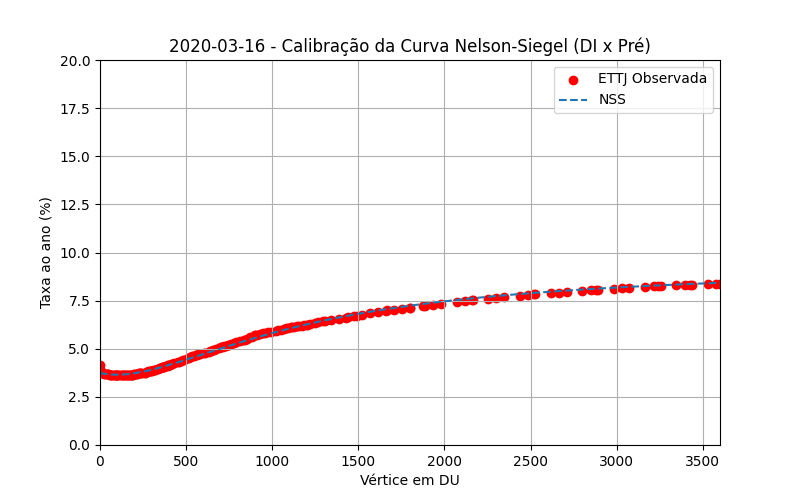 2020-03-16 - Calibração da Curva Nelson-Siegel (DI x Pré)
ETTJ Observada
NSS
Taxa ao ano (%)
20.0
17.5
15.0
12.5
10.0
7.5
5.0
2.5
0.0
0 500 1000 1500 2000 2500 3000 3500
Vértice em DU